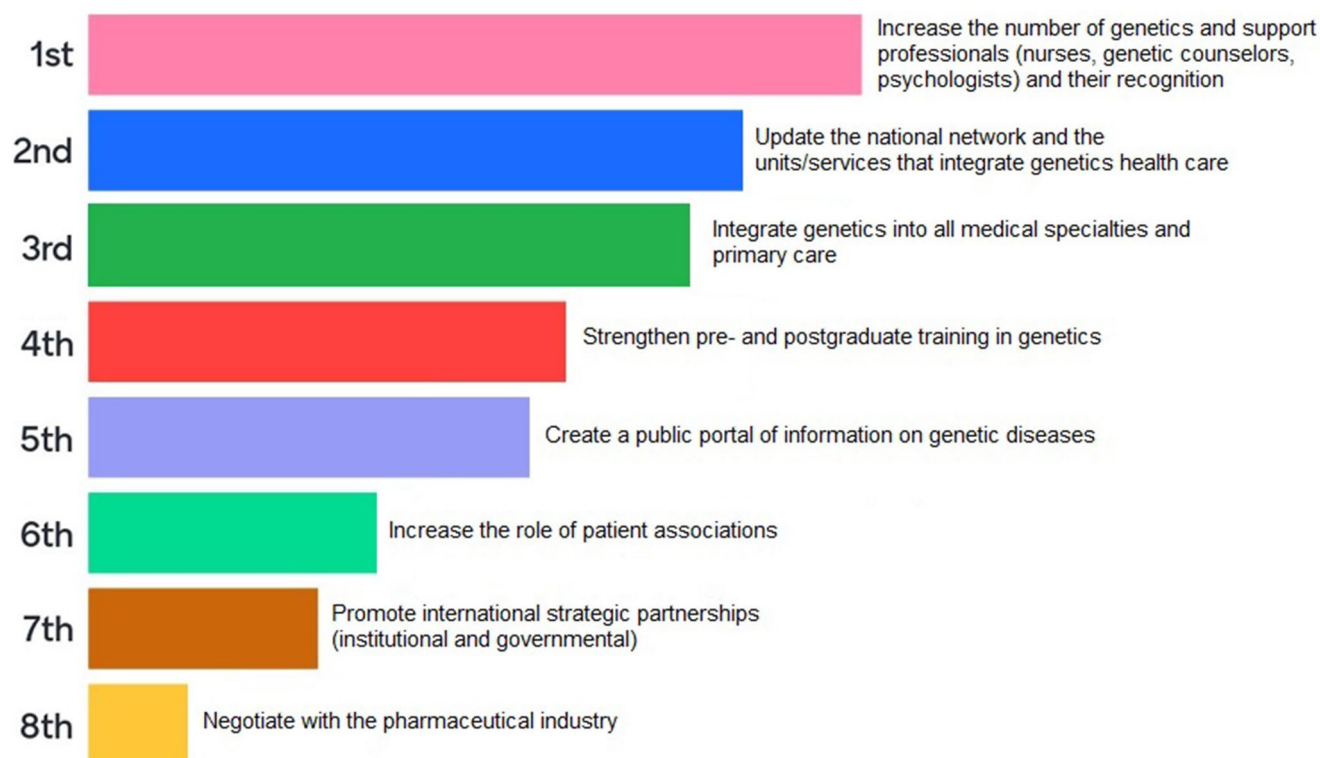 1st
Increase the number of genetics and support
professionals (nurses, genetic counselors,
psychologists) and their recognition
2nd
Update the national network and the
units/services that integrate genetics health care
3rd
Integrate genetics into all medical specialties and
primary care
4th
Strengthen pre- and postgraduate training in genetics
5th
Create a public portal of information on genetic diseases
6th
Increase the role of patient associations
7th
Promote international strategic partnerships
(institutional and governmental)
8th
Negotiate with the pharmaceutical industry